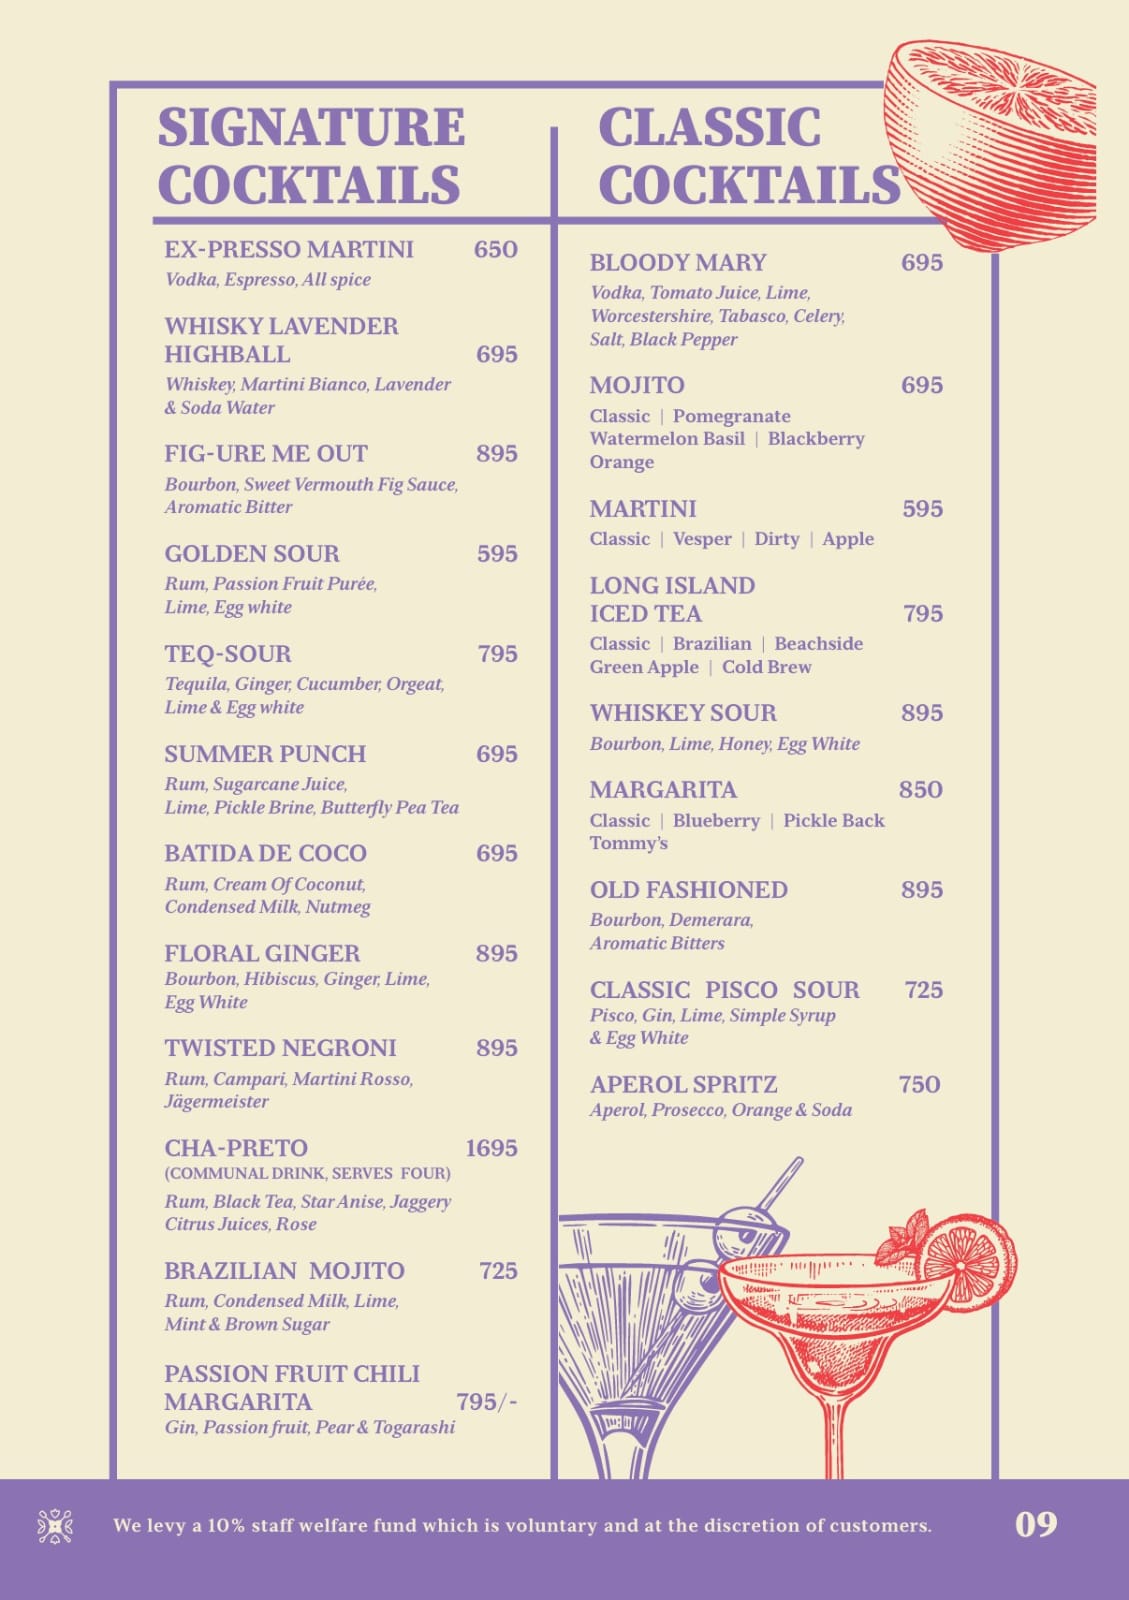 SIGNATURE
COCKTAILS
EX-PRESSO MARTINI 650
Vodka, Espresso, All spice
WHISKY LAVENDER
HIGHBALL 695
Whiskey, Martini Bianco, Lavender
& Soda Water
FIG-URE ME OUT 895
Bourbon, Sweet Vermouth Fig Sauce,
Aromatic Bitter
GOLDEN SOUR 595
Rum, Passion Fruit Purée,
Lime, Egg white
TEQ-SOUR 795
Tequila, Ginger, Cucumber, Orgeat,
Lime & Egg white
SUMMER PUNCH 695
Rum, Sugarcane Juice,
Lime, Pickle Brine, Butterfly Pea Tea
BATIDA DE COCO 695
Rum, Cream Of Coconut,
Condensed Milk, Nutmeg
FLORAL GINGER 895
Bourbon, Hibiscus, Ginger, Lime,
Egg White
TWISTED NEGRONI 895
Rum, Campari, Martini Rosso,
Jägermeister
CHA-PRETO 1695
(COMMUNAL DRINK, SERVES FOUR)
Rum, Black Tea, Star Anise, Jaggery
Citrus Juices, Rose
BRAZILIAN MOJITO 725
Rum, Condensed Milk, Lime,
Mint & Brown Sugar
PASSION FRUIT CHILI
MARGARITA 795/-
Gin, Passion fruit, Pear & Togarashi
CLASSIC
COCKTAILS
BLOODY MARY 695
Vodka, Tomato Juice, Lime,
Worcestershire, Tabasco, Celery,
Salt, Black Pepper
MOJITO 695
Classic | Pomegranate
Watermelon Basil | Blackberry
Orange
MARTINI 595
Classic | Vesper | Dirty | Apple
LONG ISLAND
ICED TEA 795
Classic | Brazilian | Beachside
Green Apple | Cold Brew
WHISKEY SOUR 895
Bourbon, Lime, Honey, Egg White
MARGARITA 850
Classic | Blueberry | Pickle Back
Tommy's
OLD FASHIONED 895
Bourbon, Demerara,
Aromatic Bitters
CLASSIC PISCO SOUR 725
Pisco, Gin, Lime, Simple Syrup
& Egg White
APEROL SPRITZ 750
Aperol, Prosecco, Orange & Soda
We levy a 10% staff welfare fund which is voluntary and at the discretion of customers.
09